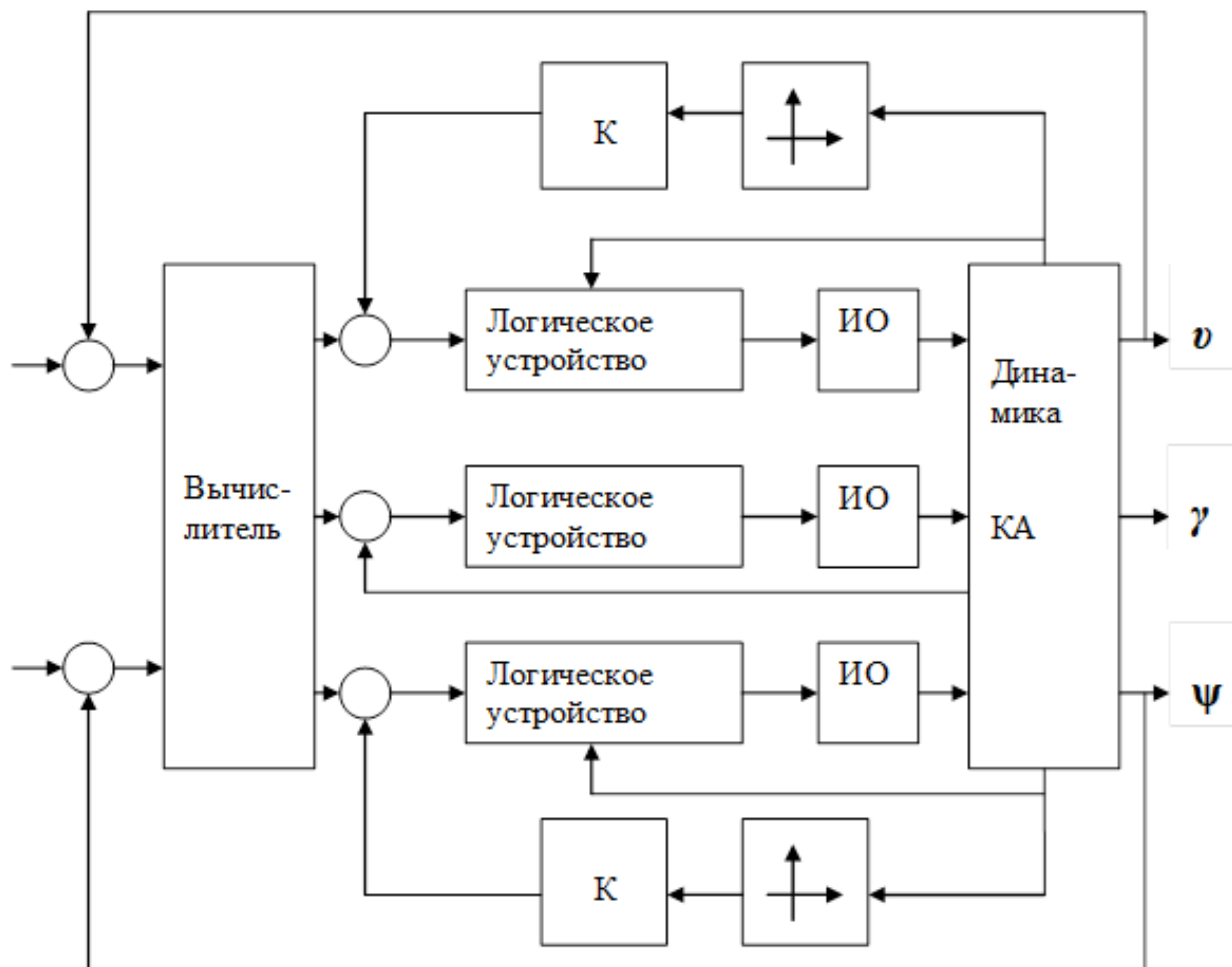 К
Логическое
устройство
ИО
υ
Дина-
мика
Вычис-
литель
Логическое
устройство
ИО
КА
γ
Логическое
устройство
ИО
ψ
К